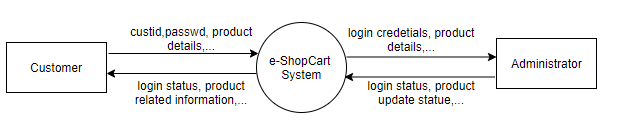 custid,passwd, product
details,...
login credetials, product
details,...
Customer
e-ShopCart
System
Administrator
login status, product
related information,...
login status, product
update statue,...